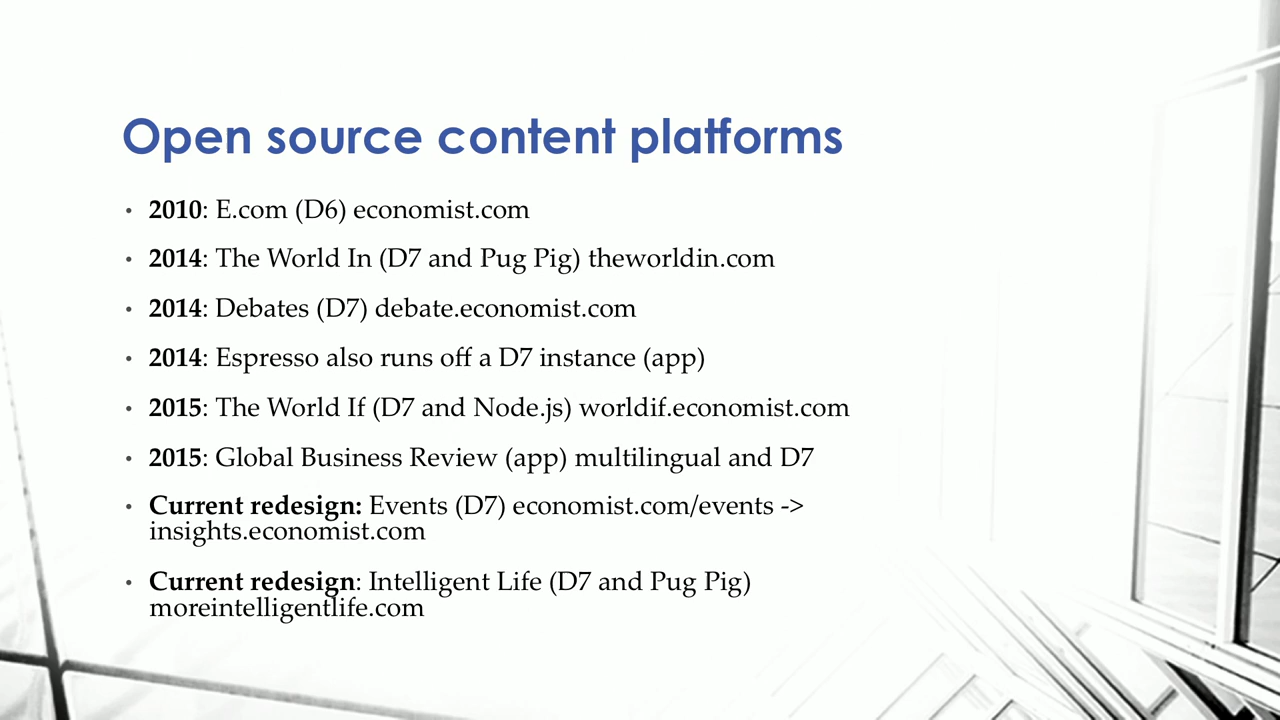 Open source content platforms
• 2010: E.com (D6) economist.com
• 2014: The World In (D7 and Pug Pig) theworldin.com
• 2014: Debates (D7) debate.economist.com
• 2014: Espresso also runs off a D7 instance (app)
• 2015: The World If (D7 and Node.js) worldif.economist.com
• 2015: Global Business Review (app) multilingual and D7
• Current redesign: Events (D7) economist.com/events ->
insights.economist.com
• Current redesign: Intelligent Life (D7 and Pug Pig)
moreintelligentlife.com